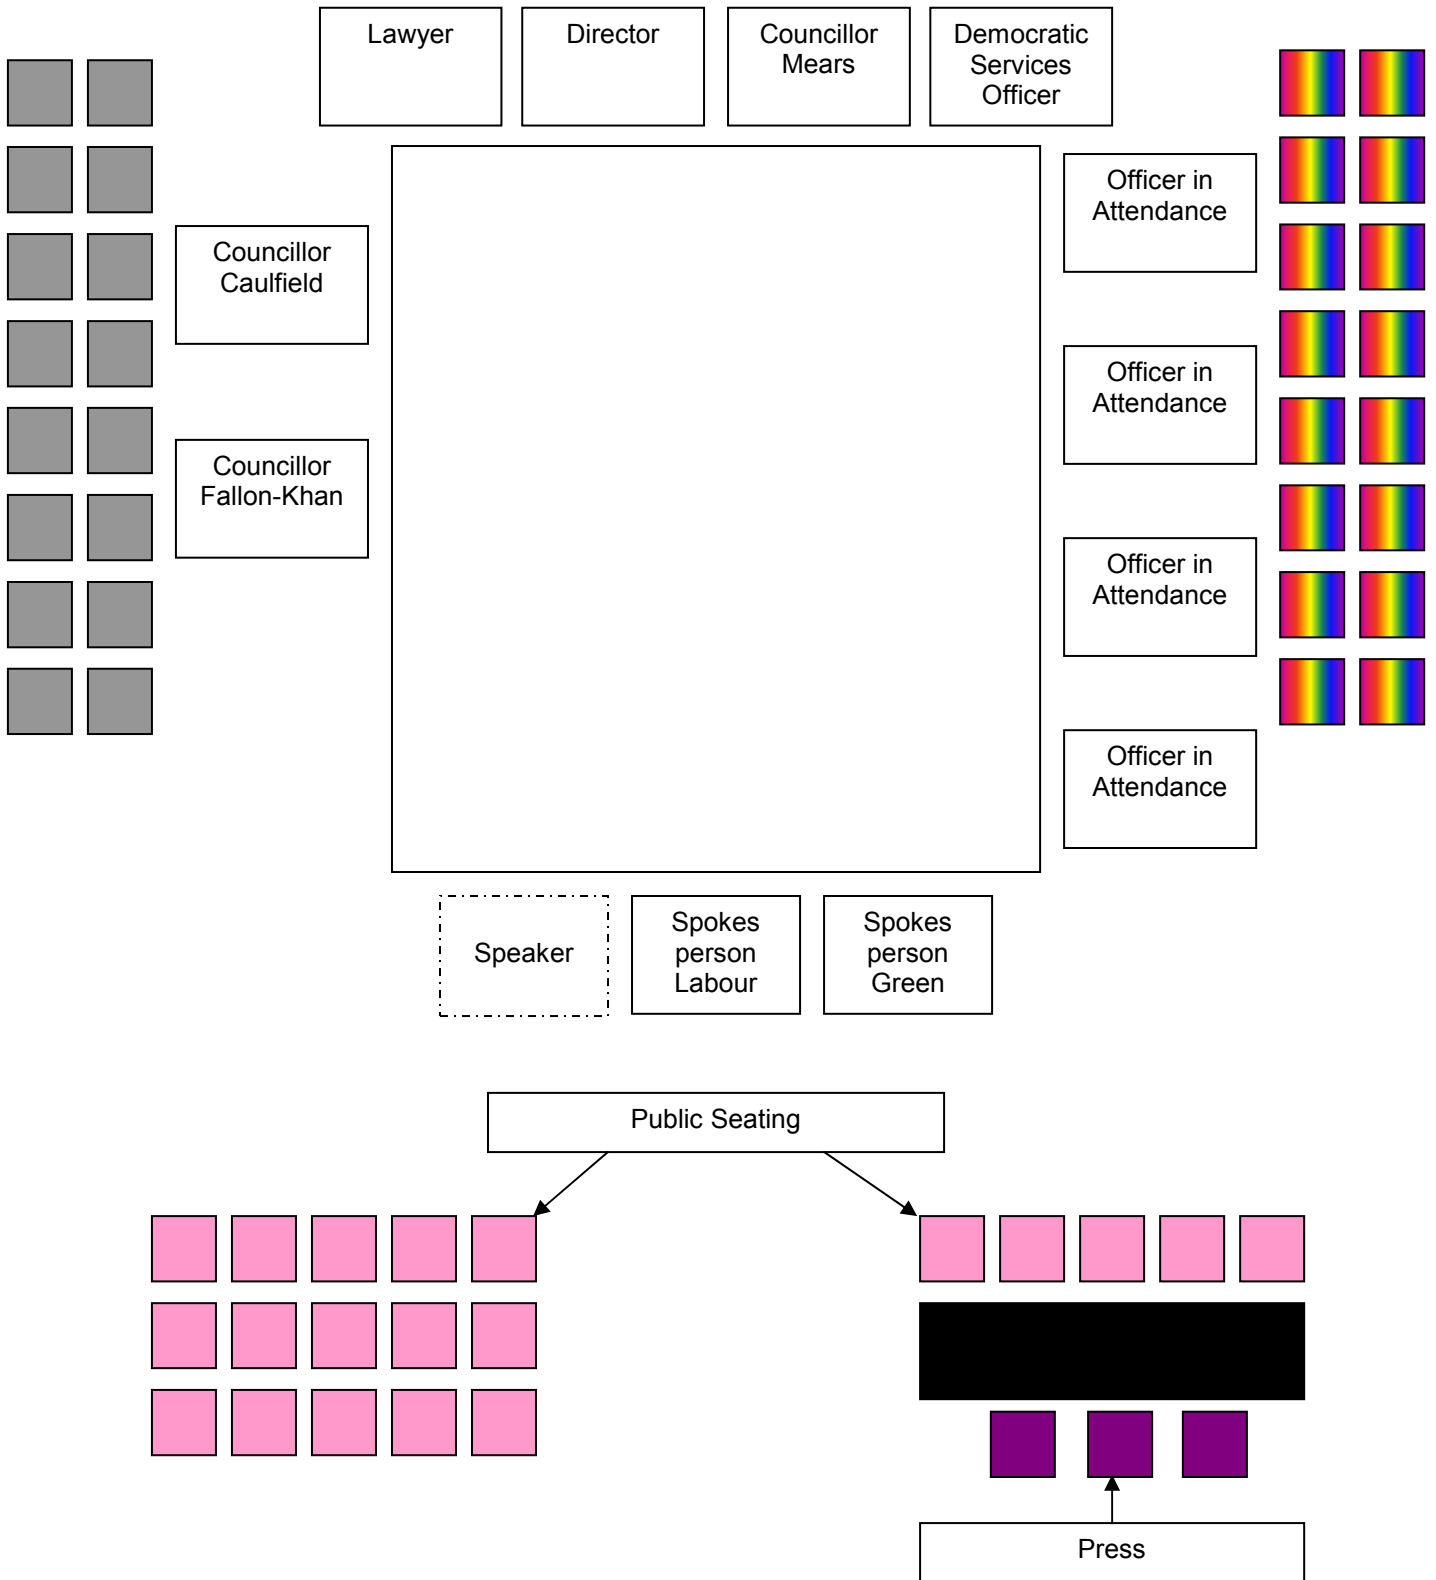 Lawyer
Director
Councillor
Mears
Democratic
Services
Officer
Officer in
Attendance
Councillor
Caulfield
Officer in
Attendance
Councillor
Fallon-Khan
Officer in
Attendance
Officer in
Attendance
Speaker
Spokes
person
Labour
Spokes
person
Green
Public Seating
Press